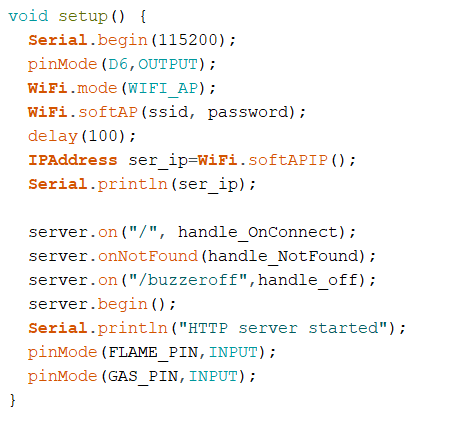 void setup() {
  Serial.begin(115200);
  pinMode(D6,OUTPUT);
  WiFi.mode(WIFI_AP);
  WiFi.softAP(ssid, password);
  delay(100);
  IPAddress ser_ip=WiFi.softAPIP();
  Serial.println(ser_ip);

  server.on("/", handle_OnConnect);
  server.onNotFound(handle_NotFound);
  server.on("/buzzeroff",handle_off);
  server.begin();
  Serial.println("HTTP server started");
  pinMode(FLAME_PIN,INPUT);
  pinMode(GAS_PIN,INPUT);
}